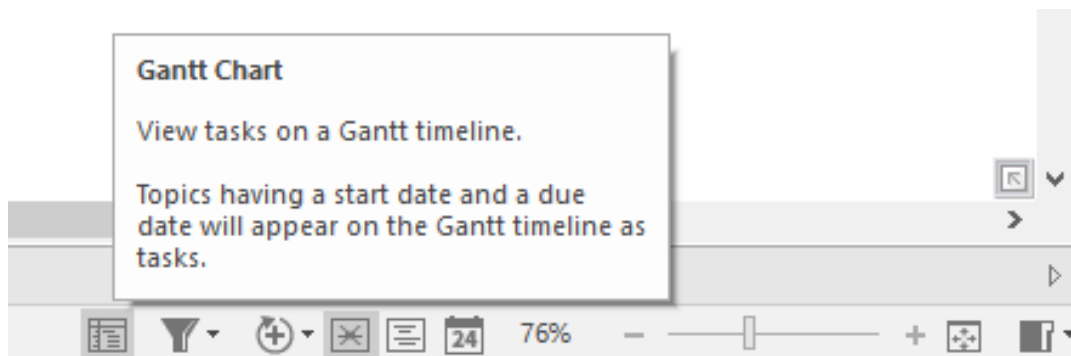 Gantt Chart
View tasks on a Gantt timeline.
Topics having a start date and a due
date will appear on the Gantt timeline as
tasks.
24
76%